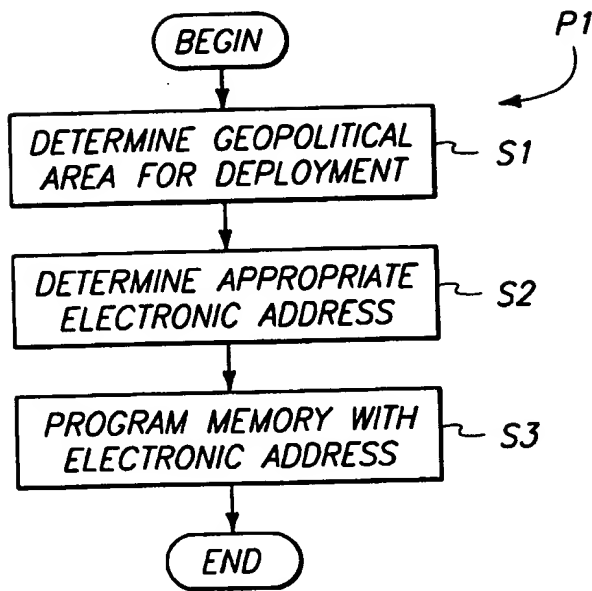 P1
BEGIN
DETERMINE GEOPOLITICAL
AREA FOR DEPLOYMENT
S1
DETERMINE APPROPRIATE
ELECTRONIC ADDRESS
S2
PROGRAM MEMORY WITH
ELECTRONIC ADDRESS
S3
END